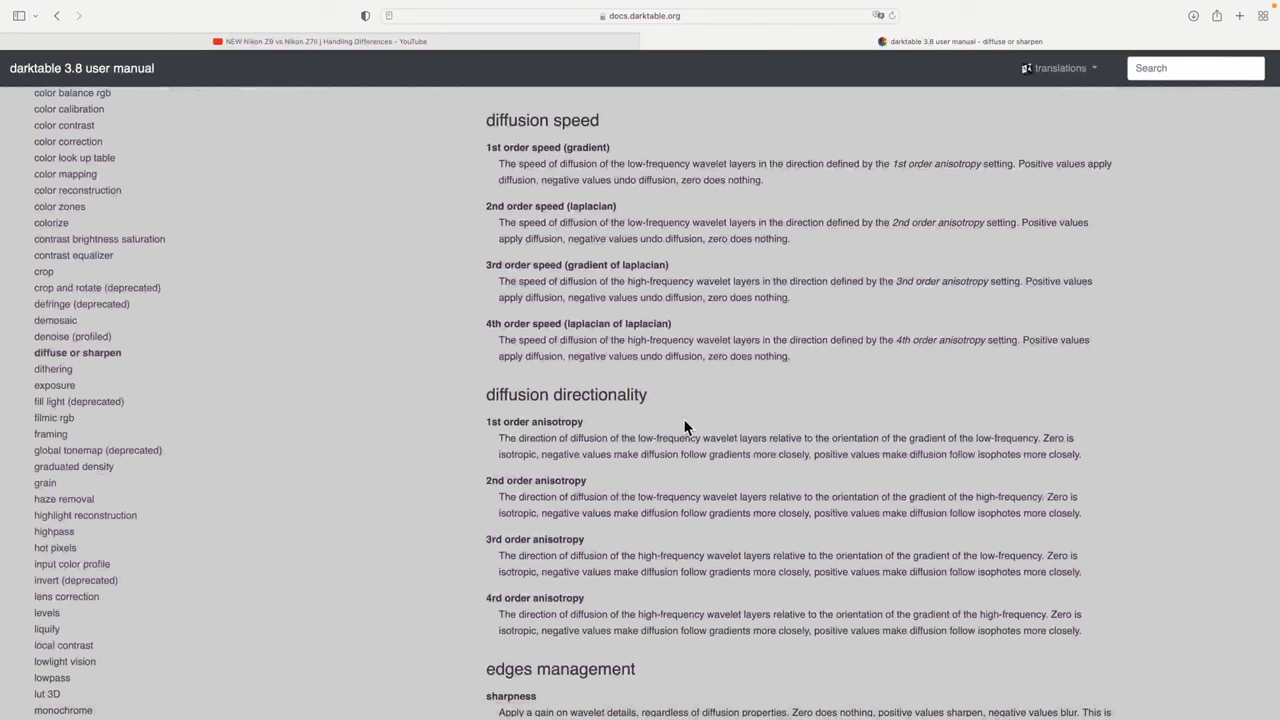 docs.darktable.org
NEW Nikon Z9 vs Nikon Z7II | Handling Differences - YouTube
darktable 3.8 user manual - diffuse or sharpen
darktable 3.8 user manual
translations
Search
color balance rgb
color calibration
color contrast
color correction
color look up table
color mapping
color reconstruction
color zones
colorize
contrast brightness saturation
contrast equalizer
crop
crop and rotate (deprecated)
defringe (deprecated)
demosaic
denoise (profiled)
diffuse or sharpen
dithering
exposure
fill light (deprecated)
filmic rgb
framing
global tonemap (deprecated)
graduated density
grain
haze removal
highlight reconstruction
highpass
hot pixels
input color profile
invert (deprecated)
lens correction
levels
liquify
local contrast
lowlight vision
lowpass
lut 3D
monochrome
diffusion speed
1st order speed (gradient)
The speed of diffusion of the low-frequency wavelet layers in the direction defined by the 1st order anisotropy setting. Positive values apply
diffusion, negative values undo diffusion, zero does nothing.
2nd order speed (laplacian)
The speed of diffusion of the low-frequency wavelet layers in the direction defined by the 2nd order anisotropy setting. Positive values
apply diffusion, negative values undo diffusion, zero does nothing.
3rd order speed (gradient of laplacian)
The speed of diffusion of the high-frequency wavelet layers in the direction defined by the 3nd order anisotropy setting. Positive values
apply diffusion, negative values undo diffusion, zero does nothing.
4th order speed (laplacian of laplacian)
The speed of diffusion of the high-frequency wavelet layers in the direction defined by the 4th order anisotropy setting. Positive values
apply diffusion, negative values undo diffusion, zero does nothing.
diffusion directionality
1st order anisotropy
The direction of diffusion of the low-frequency wavelet layers relative to the orientation of the gradient of the low-frequency. Zero is
isotropic, negative values make diffusion follow gradients more closely, positive values make diffusion follow isophotes more closely.
2nd order anisotropy
The direction of diffusion of the low-frequency wavelet layers relative to the orientation of the gradient of the high-frequency. Zero is
isotropic, negative values make diffusion follow gradients more closely, positive values make diffusion follow isophotes more closely.
3rd order anisotropy
The direction of diffusion of the high-frequency wavelet layers relative to the orientation of the gradient of the low-frequency. Zero is
isotropic, negative values make diffusion follow gradients more closely, positive values make diffusion follow isophotes more closely.
4rd order anisotropy
The direction of diffusion of the high-frequency wavelet layers relative to the orientation of the gradient of the high-frequency. Zero is
isotropic, negative values make diffusion follow gradients more closely, positive values make diffusion follow isophotes more closely.
edges management
sharpness
Apply a gain on wavelet details, regardless of diffusion properties. Zero does nothing, positive values sharpen, negative values blur. This is